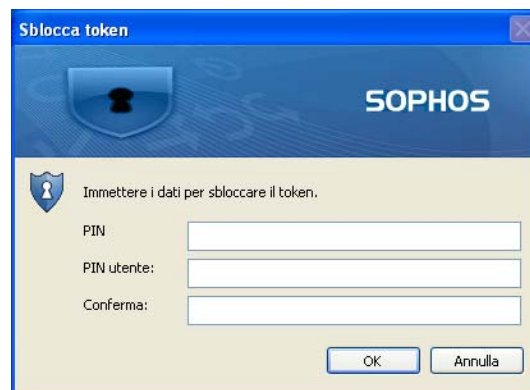 Sblocca token
SOPHOS
Immettere i dati per sbloccare il token.
PIN
PIN utente:
Conferma:
OK
Annulla